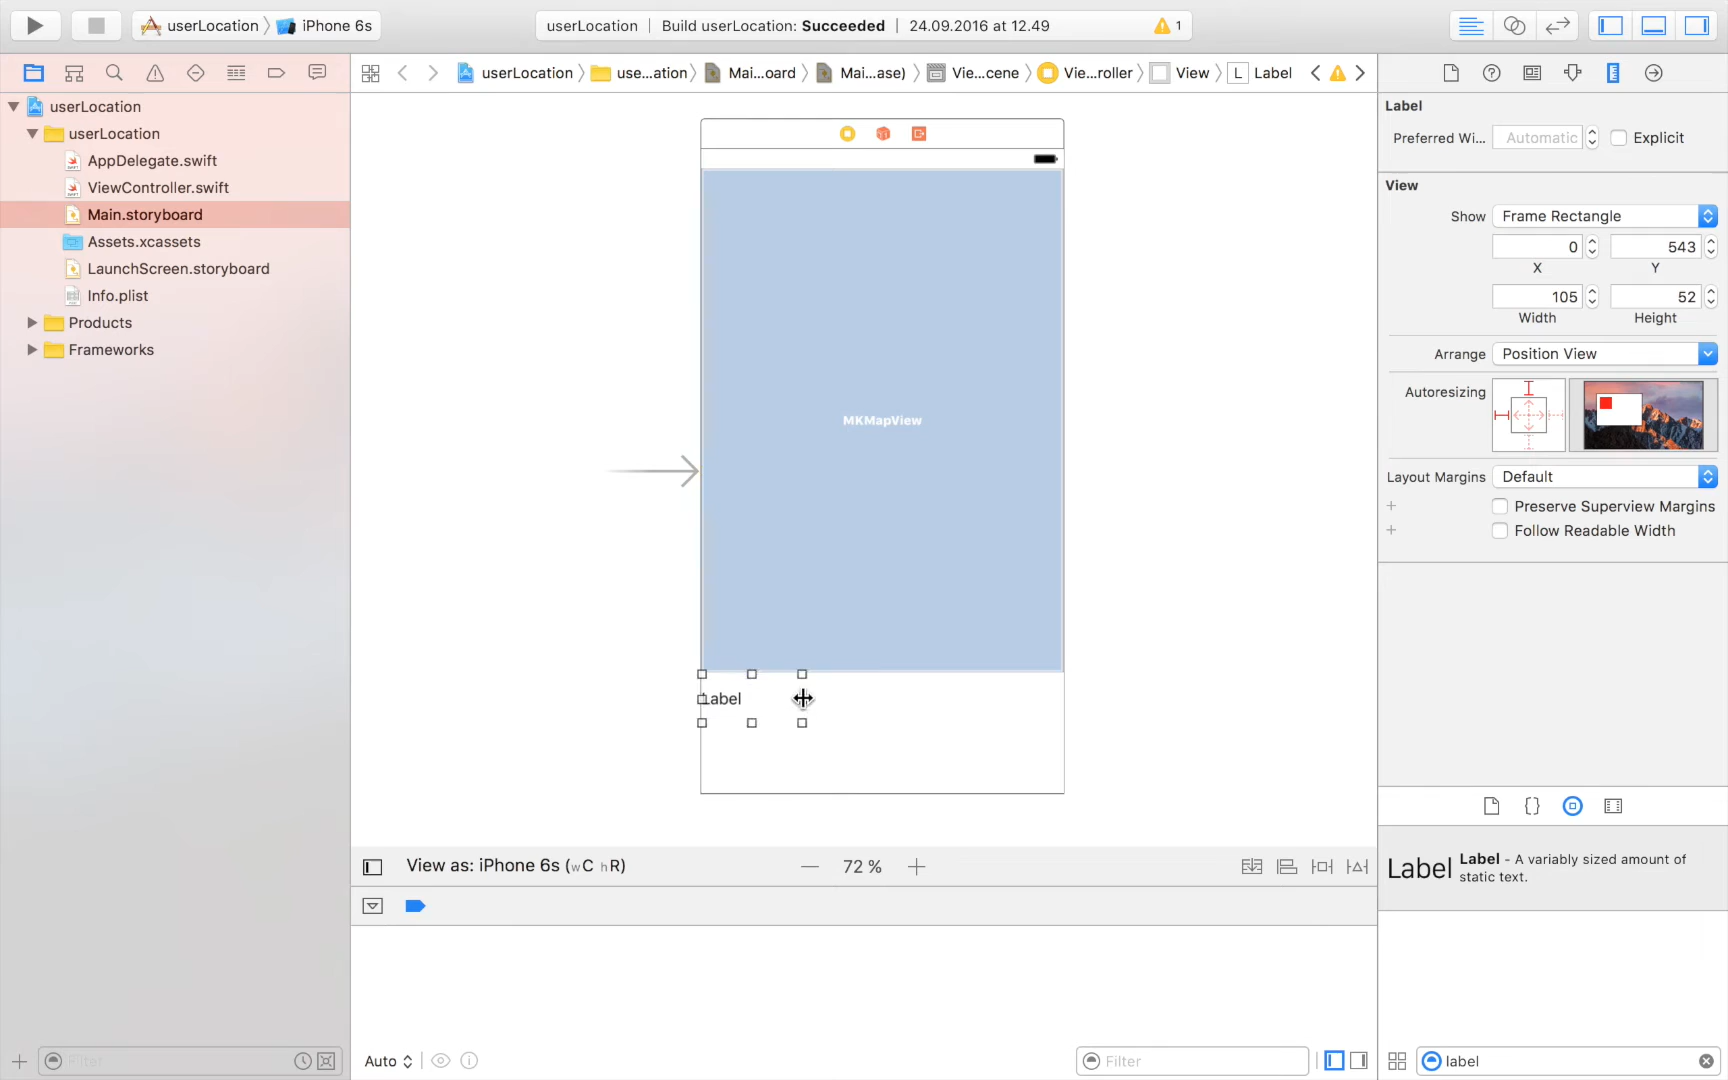 userLocation 〉 iPhone 6s
userLocation | Build userLocation: Succeeded | 24.09.2016 at 12.49
1
userLocation 〉 use...ation 〉 Mai...oard 〉 Mai...ase) 〉 Vie...cene 〉 Vie...roller 〉 View 〉 L Label
userLocation
userLocation
AppDelegate.swift
ViewController.swift
Main.storyboard
Assets.xcassets
LaunchScreen.storyboard
Info.plist
Products
Frameworks
Filter
MKMapView
Label
View as: iPhone 6s (wC hR)
72 %
Auto
Filter
Label
Preferred Wi... Automatic Explicit
View
Show Frame Rectangle
0 543
X Y
105 52
Width Height
Arrange Position View
Autoresizing
Layout Margins Default
Preserve Superview Margins
Follow Readable Width
Label Label - A variably sized amount of
static text.
label